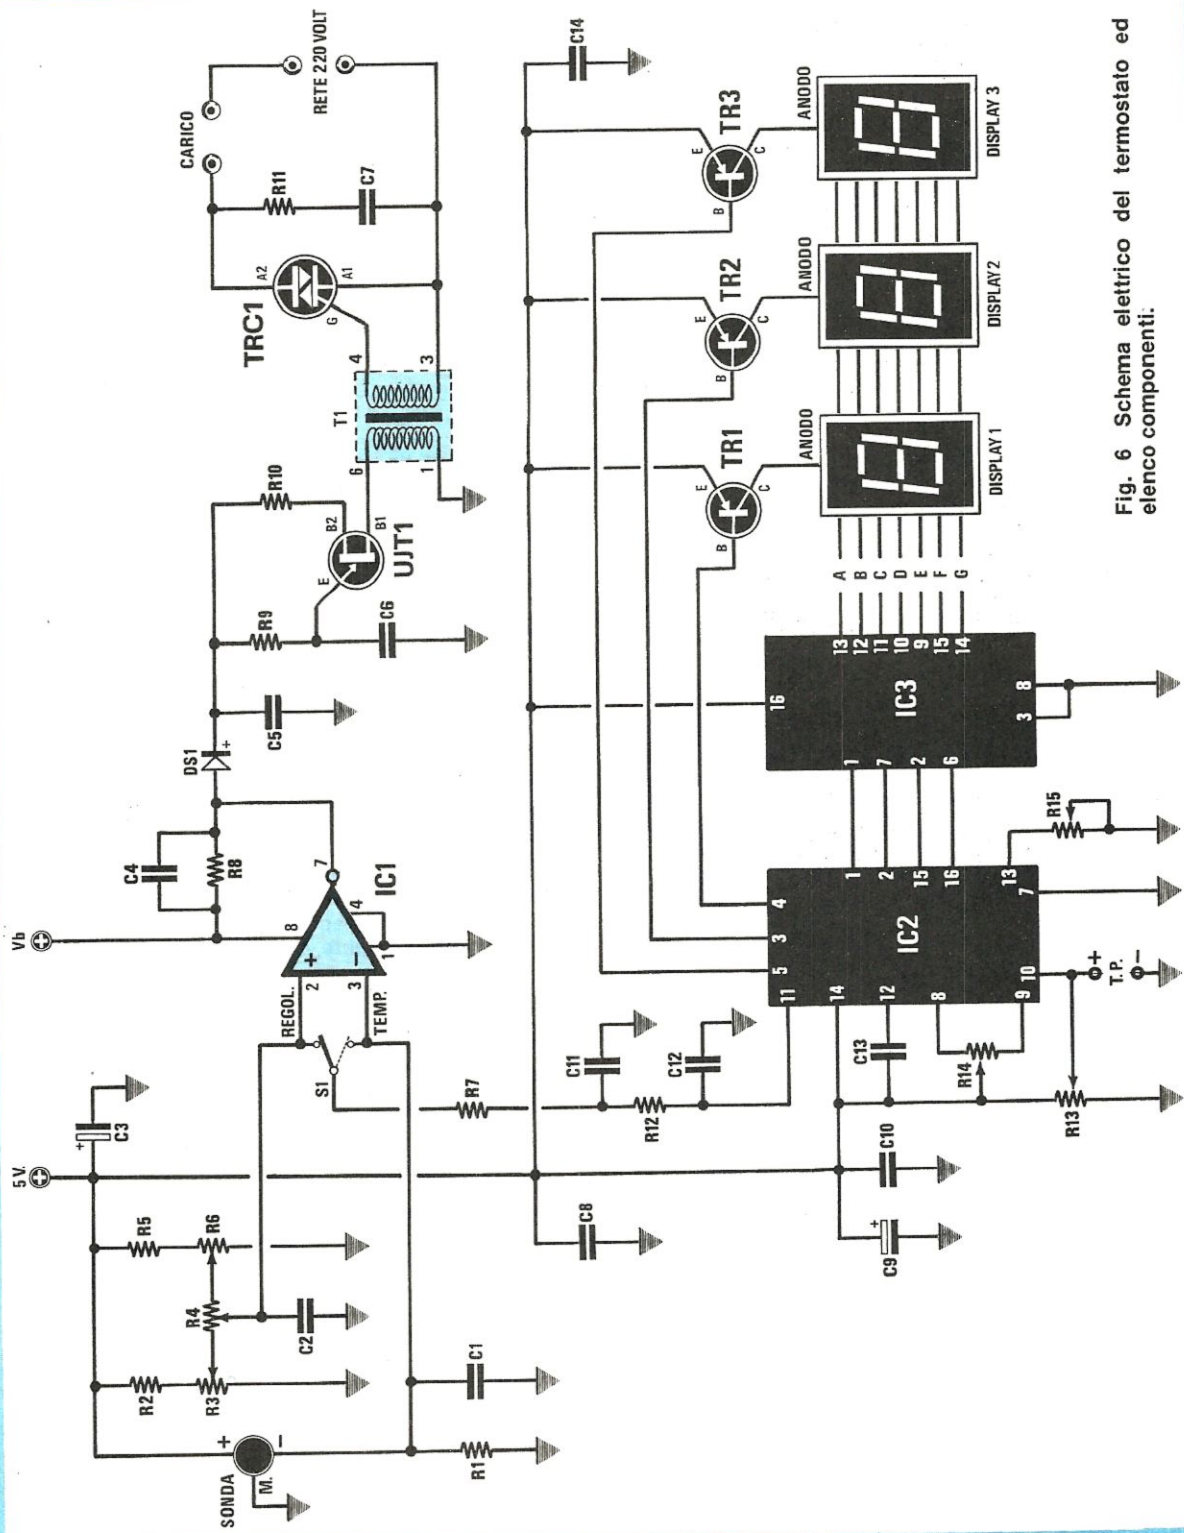 SONDA
+
−
M.
R1
C1
R2
R3
R4
C2
R5
R6
5 V.
+
C3
Vb
S1
REGOL.
TEMP.
2
3
+
−
8
7
4
1
IC1
C4
R8
DS1
+
C5
R9
C6
R10
E
B2
B1
UJT1
T1
6
1
4
3
TRC1
G
A2
A1
R11
C7
CARICO
RETE 220 VOLT
R7
C11
R12
C12
C8
C9
+
C10
C13
R14
R13
T.P.
+
−
R15
IC2
11
14
12
8
9
5
3
4
10
7
13
1
2
15
16
IC3
1
7
2
6
16
3
8
13
12
11
10
9
15
14
A
B
C
D
E
F
G
TR1
B
E
C
TR2
B
E
C
TR3
B
E
C
C14
ANODO
ANODO
ANODO
DISPLAY 1
DISPLAY 2
DISPLAY 3
Fig. 6 Schema elettrico del termostato ed
elenco componenti.